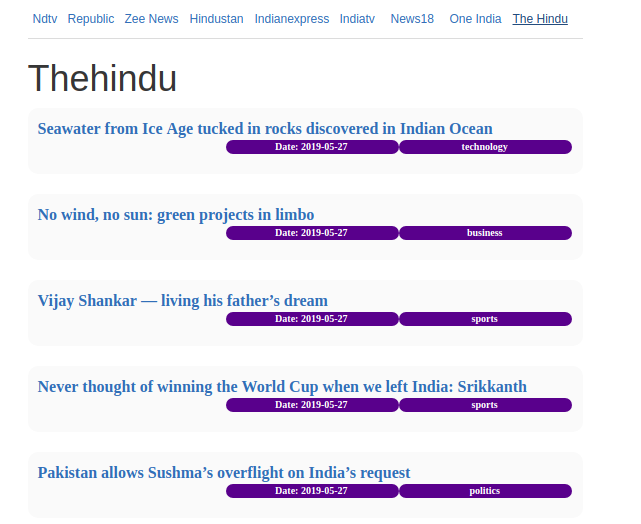 Ndtv Republic Zee News Hindustan Indianexpress Indiatv News18 One India The Hindu
Thehindu
Seawater from Ice Age tucked in rocks discovered in Indian Ocean
Date: 2019-05-27 technology
No wind, no sun: green projects in limbo
Date: 2019-05-27 business
Vijay Shankar — living his father’s dream
Date: 2019-05-27 sports
Never thought of winning the World Cup when we left India: Srikkanth
Date: 2019-05-27 sports
Pakistan allows Sushma’s overflight on India’s request
Date: 2019-05-27 politics